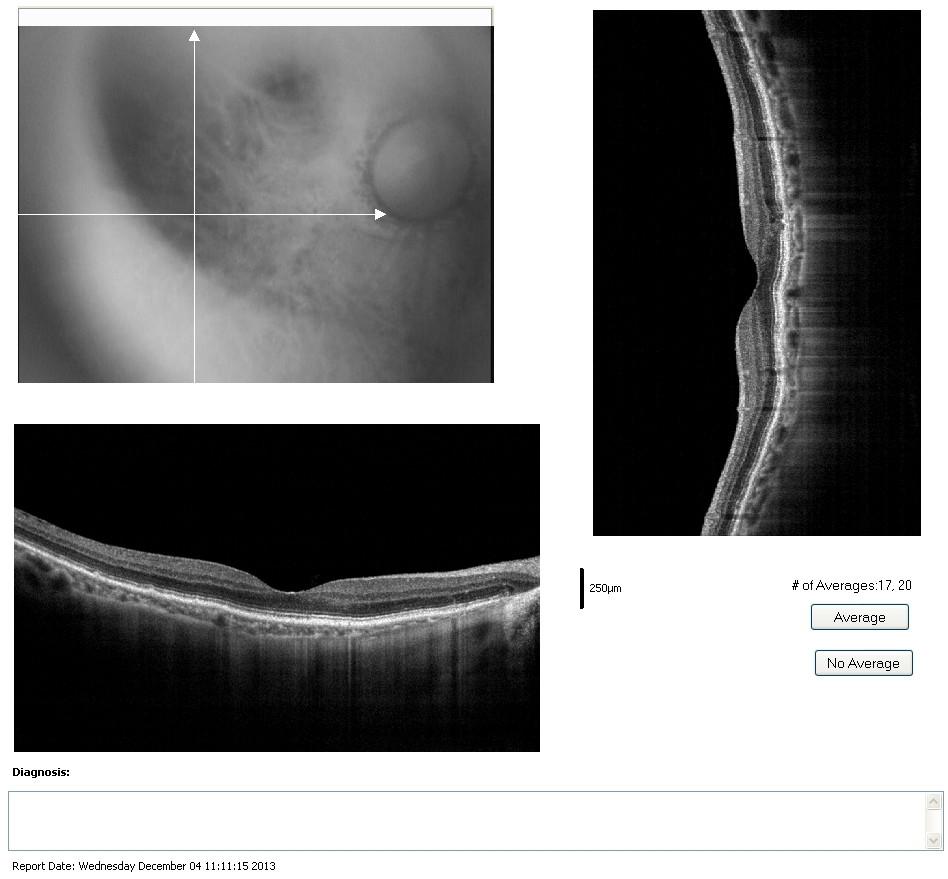 250µm
# of Averages:17, 20
Average
No Average
Diagnosis:
Report Date: Wednesday December 04 11:11:15 2013